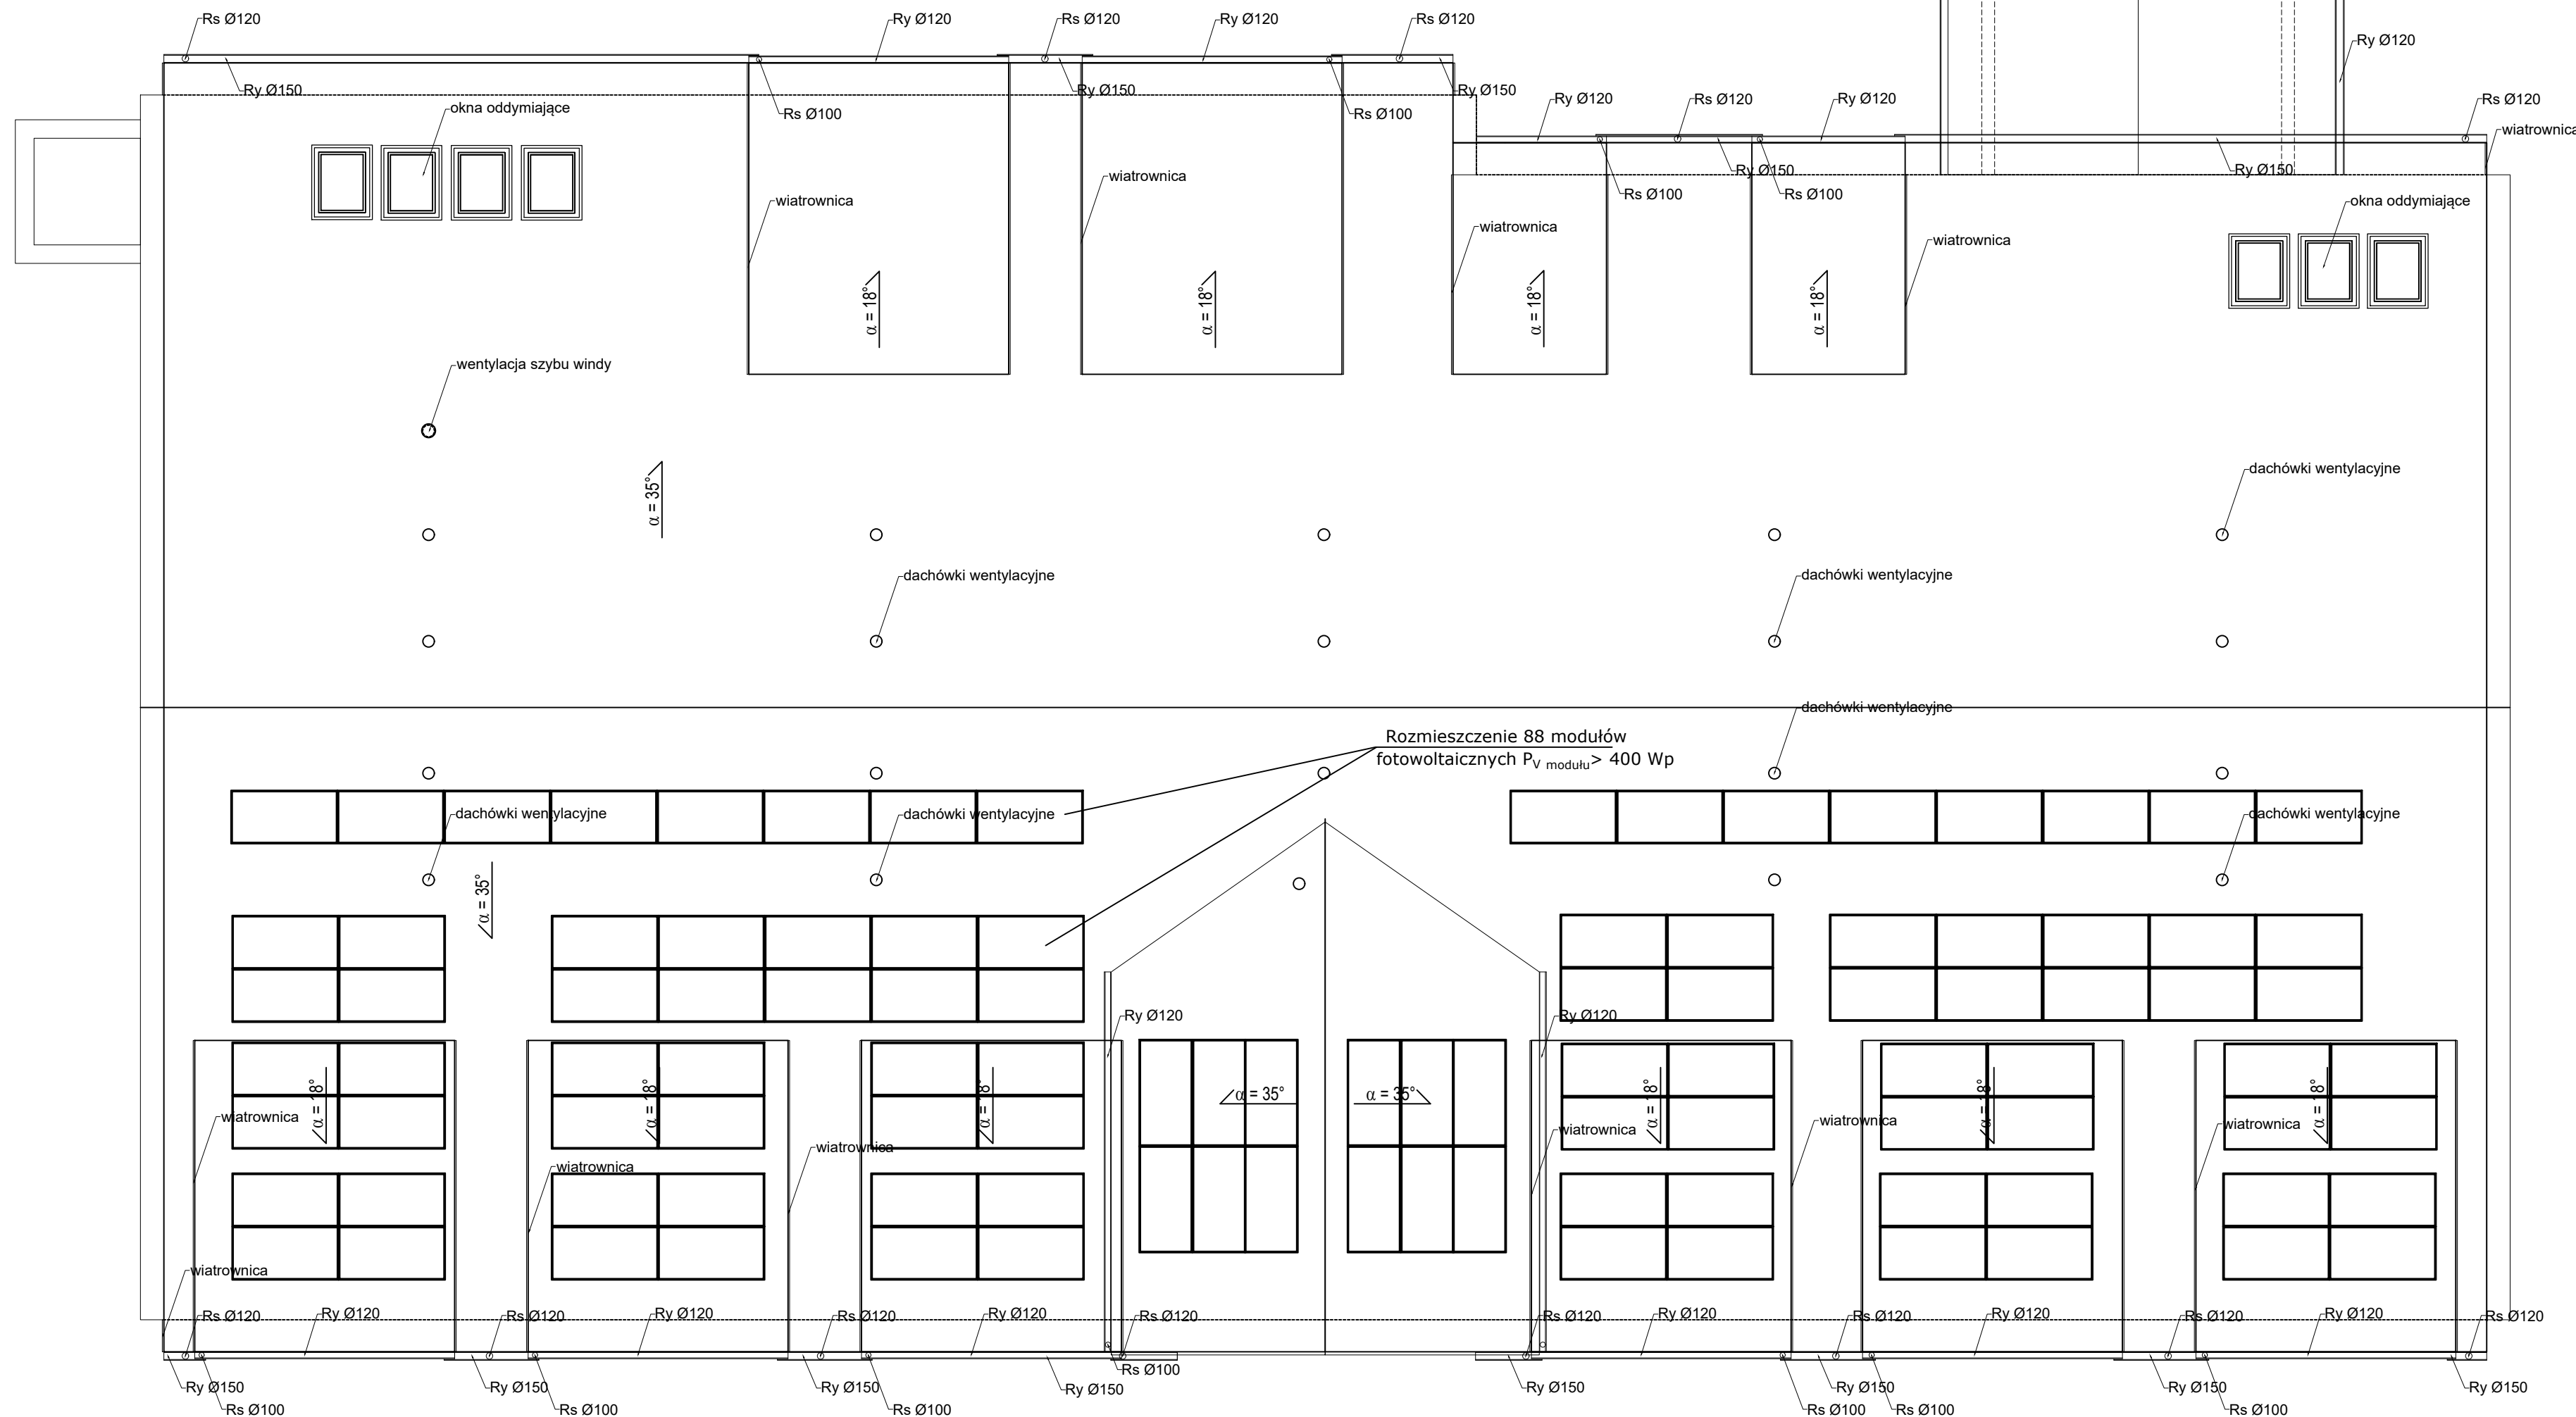 Rs Ø120
Ry Ø120
Rs Ø120
Ry Ø120
Rs Ø120
Ry Ø120
Ry Ø150
Ry Ø150
Ry Ø150
Ry Ø120
Rs Ø120
Ry Ø120
Rs Ø120
okna oddymiające
Rs Ø100
Rs Ø100
wiatrownica
Ry Ø150
Ry Ø150
wiatrownica
Rs Ø100
Rs Ø100
wiatrownica
okna oddymiające
wiatrownica
wiatrownica
α = 18°
α = 18°
α = 18°
α = 18°
wentylacja szybu windy
α = 35°
dachówki wentylacyjne
dachówki wentylacyjne
dachówki wentylacyjne
dachówki wentylacyjne
Rozmieszczenie 88 modułów
fotowoltaicznych PV modułu> 400 Wp
dachówki wentylacyjne
dachówki wentylacyjne
dachówki wentylacyjne
α = 35°
Ry Ø120
Ry Ø120
α = 18°
α = 18°
α = 18°
α = 35°
α = 35°
α = 18°
α = 18°
α = 18°
wiatrownica
wiatrownica
wiatrownica
wiatrownica
wiatrownica
wiatrownica
wiatrownica
Rs Ø120
Ry Ø120
Rs Ø120
Ry Ø120
Rs Ø120
Ry Ø120
Rs Ø120
Rs Ø120
Ry Ø120
Rs Ø120
Ry Ø120
Rs Ø120
Ry Ø120
Rs Ø120
Rs Ø100
Ry Ø150
Ry Ø150
Ry Ø150
Ry Ø150
Ry Ø150
Ry Ø150
Ry Ø150
Ry Ø150
Rs Ø100
Rs Ø100
Rs Ø100
Rs Ø100
Rs Ø100
Rs Ø100